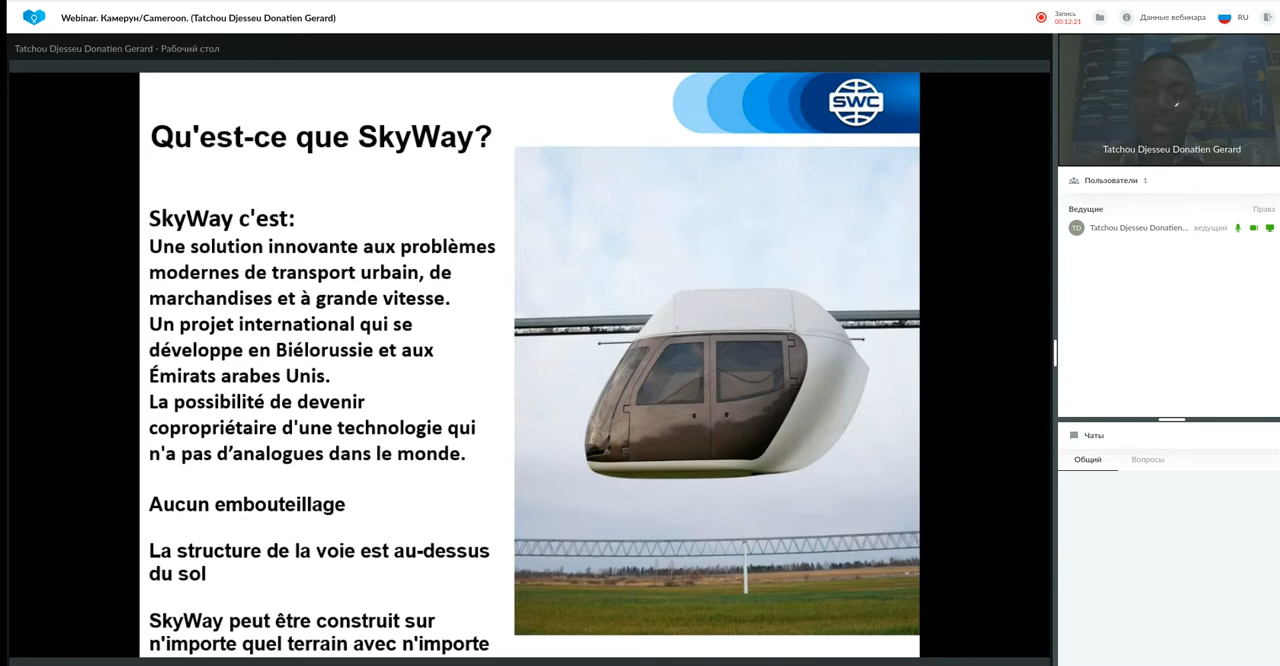 Webinar. Камерун/Cameroon. (Tatchou Djesseu Donatien Gerard)
Запись
00:12:21
Данные вебинара
RU
Tatchou Djesseu Donatien Gerard - Рабочий стол
SWC
Qu'est-ce que SkyWay?
SkyWay c'est:
Une solution innovante aux problèmes
modernes de transport urbain, de
marchandises et à grande vitesse.
Un projet international qui se
développe en Biélorussie et aux
Émirats arabes Unis.
La possibilité de devenir
copropriétaire d'une technologie qui
n'a pas d’analogues dans le monde.
Aucun embouteillage
La structure de la voie est au-dessus
du sol
SkyWay peut être construit sur
n'importe quel terrain avec n'importe
Tatchou Djesseu Donatien Gerard
Пользователи 1
Ведущие Права
TD Tatchou Djesseu Donatien... ведущий
Чаты
Общий Вопросы